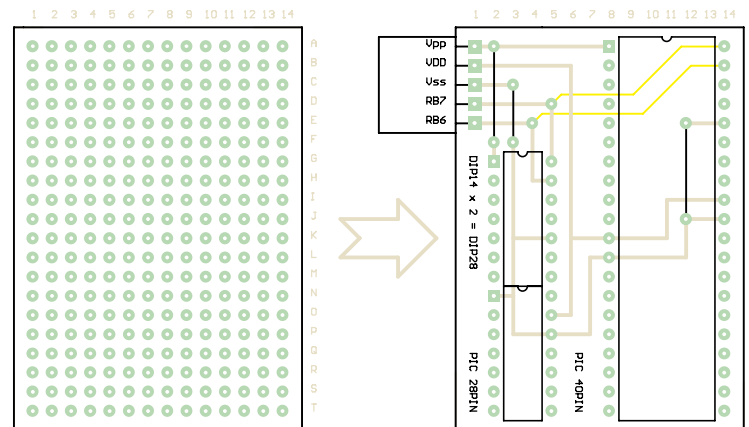 1 2 3 4 5 6 7 8 9 10 11 12 13 14
A
B
C
D
E
F
G
H
I
J
K
L
M
N
O
P
Q
R
S
T
1 2 3 4 5 6 7 8 9 10 11 12 13 14
Vpp
VDD
Vss
RB7
RB6
DIP14 x 2 = DIP28
PIC 28PIN
PIC 40PIN